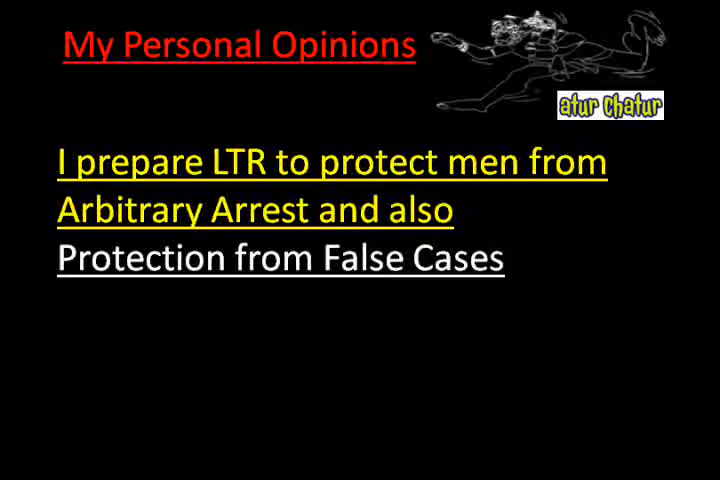 My Personal Opinions
atur chatur
I prepare LTR to protect men from
Arbitrary Arrest and also
Protection from False Cases